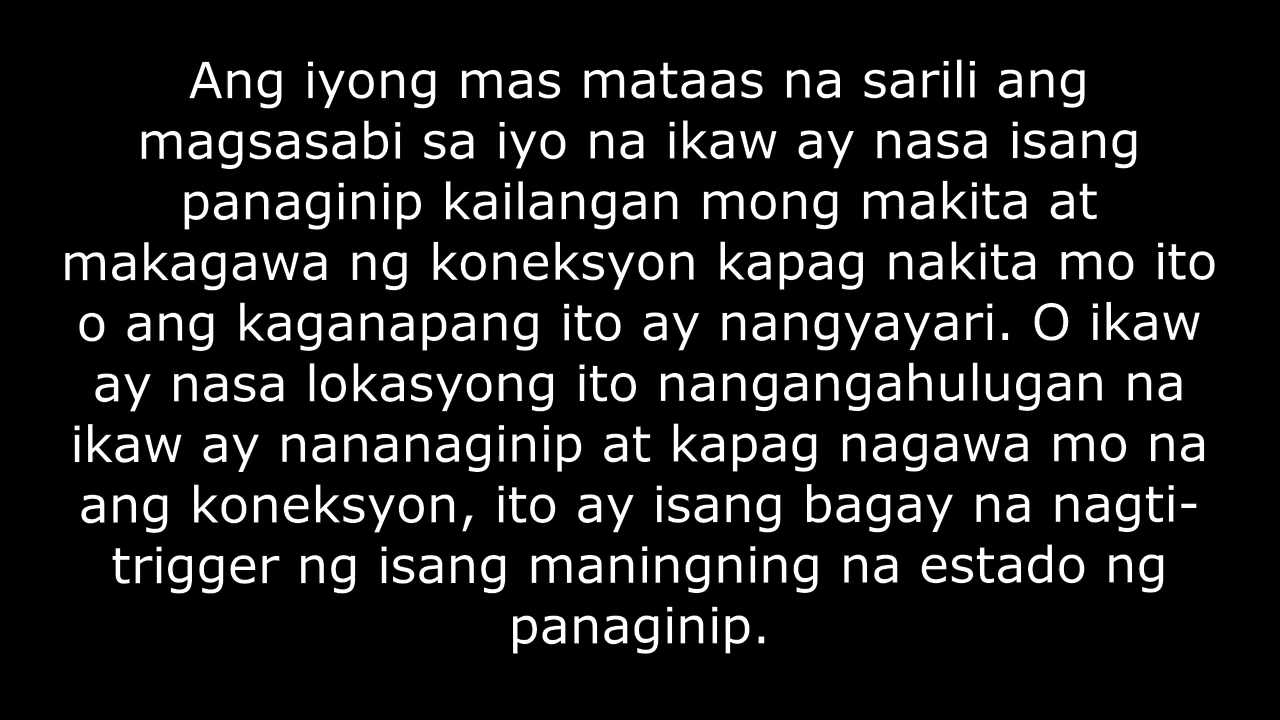 Ang iyong mas mataas na sarili ang
magsasabi sa iyo na ikaw ay nasa isang
panaginip kailangan mong makita at
makagawa ng koneksyon kapag nakita mo ito
o ang kaganapang ito ay nangyayari. O ikaw
ay nasa lokasyong ito nangangahulugan na
ikaw ay nananaginip at kapag nagawa mo na
ang koneksyon, ito ay isang bagay na nagti-
trigger ng isang maningning na estado ng
panaginip.